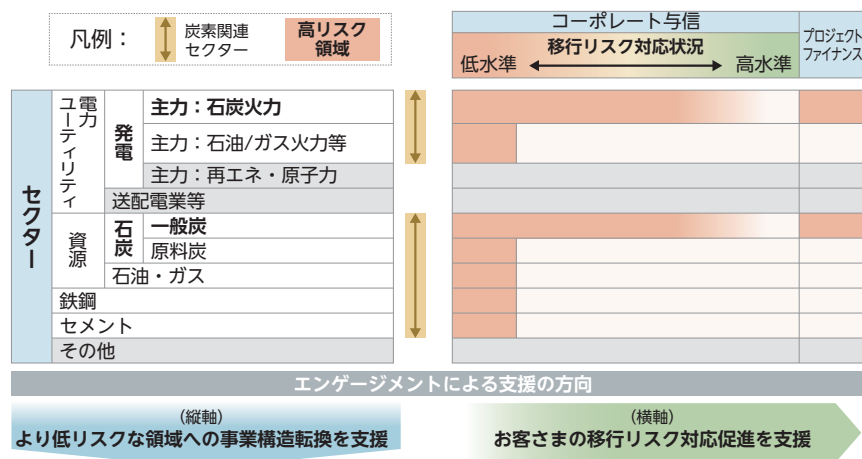 凡例：
炭素関連
セクター
高リスク
領域
コーポレート与信
移行リスク対応状況
低水準
高水準
プロジェクト
ファイナンス
セクター
電力
ユーティリティ
発電
主力：石炭火力
主力：石油/ガス火力等
主力：再エネ・原子力
送配電業等
資源
石炭
一般炭
原料炭
石油・ガス
鉄鋼
セメント
その他
エンゲージメントによる支援の方向
（縦軸）
より低リスクな領域への事業構造転換を支援
（横軸）
お客さまの移行リスク対応促進を支援